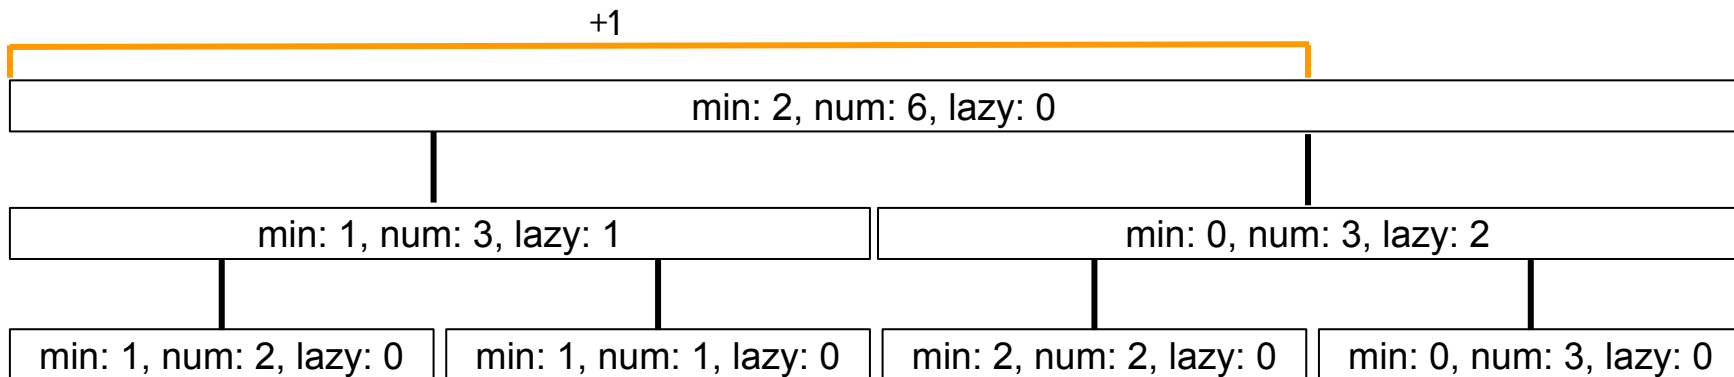 +1
min: 2, num: 6, lazy: 0
min: 1, num: 3, lazy: 1
min: 0, num: 3, lazy: 2
min: 1, num: 2, lazy: 0
min: 1, num: 1, lazy: 0
min: 2, num: 2, lazy: 0
min: 0, num: 3, lazy: 0